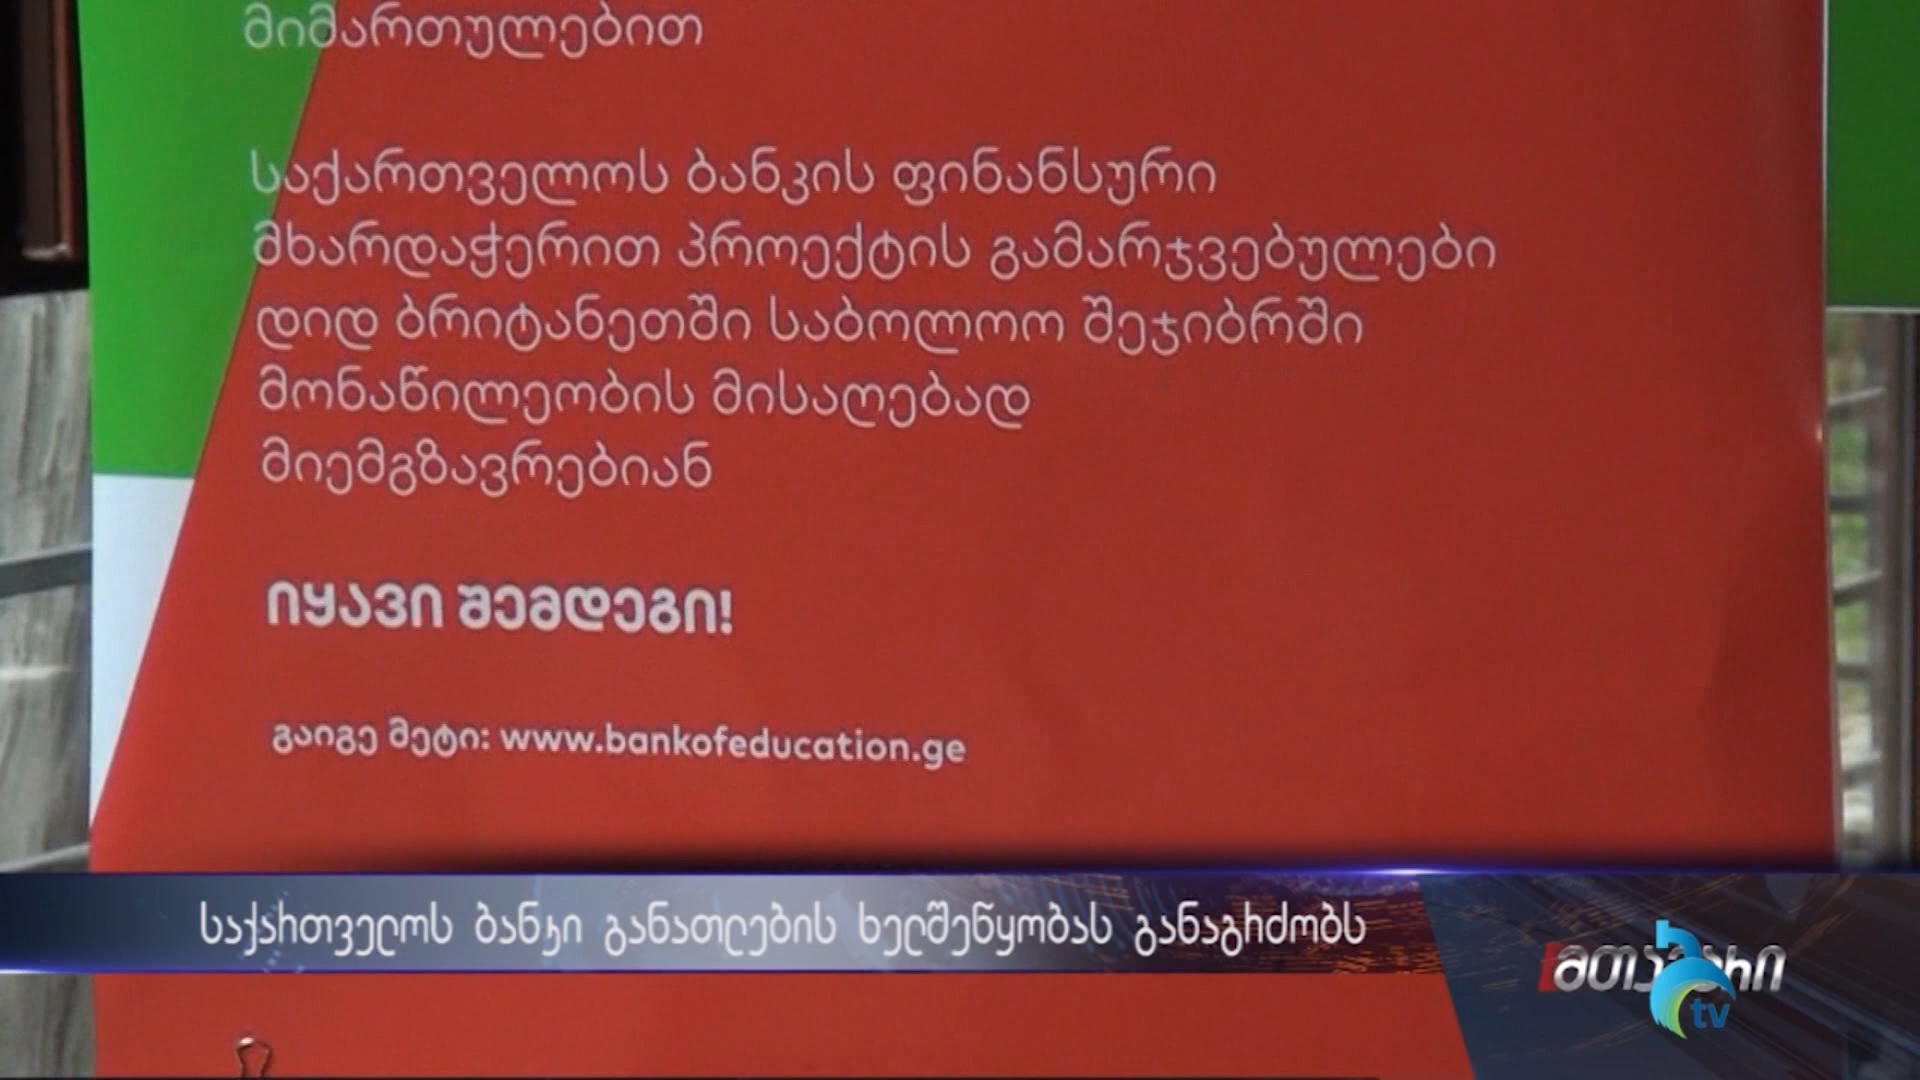 მიმართულებით
საქართველოს ბანკის ფინანსური
მხარდაჭერით პროექტის გამარჯვებულები
დიდ ბრიტანეთში საბოლოო შეჯიბრში
მონაწილეობის მისაღებად
მიემგზავრებიან
იყავი შემდეგი!
გაიგე მეტი: www.bankofeducation.ge
საქართველოს ბანკი განათლების ხელშეწყობას განაგრძობს
tv